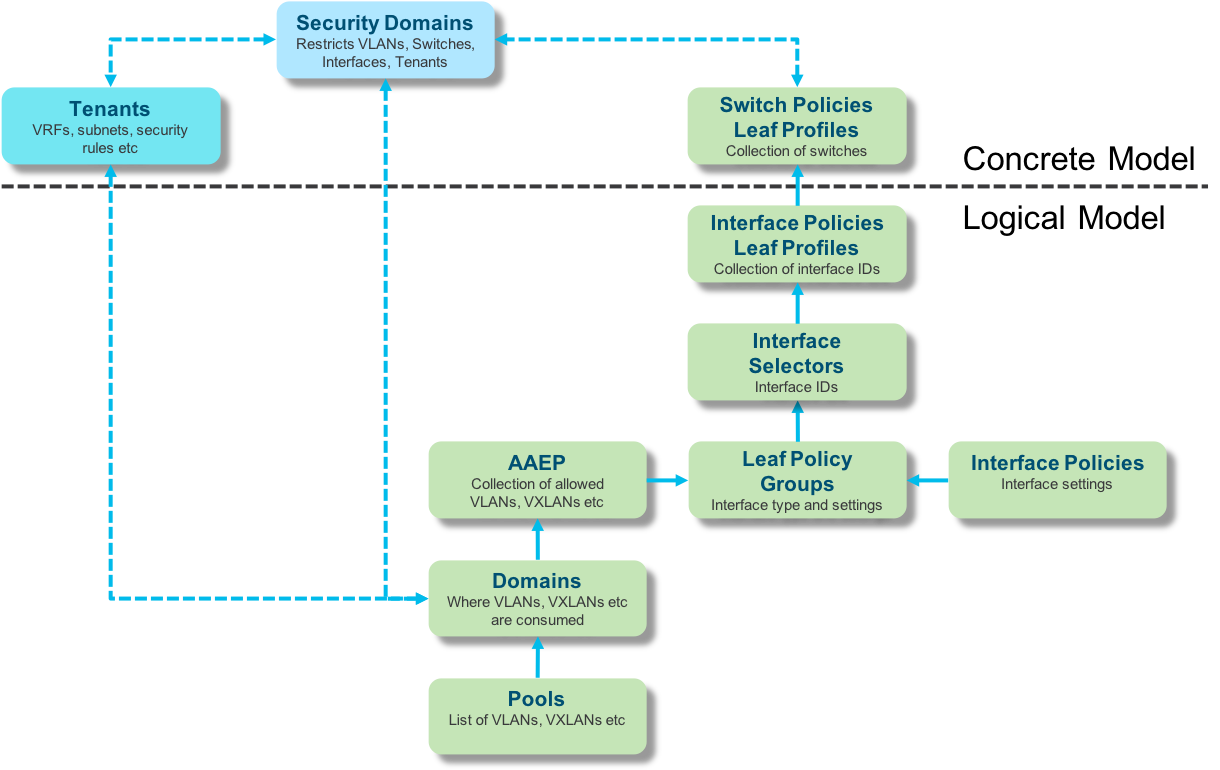 Security Domains
Restricts VLANs, Switches,
Interfaces, Tenants
Tenants
VRFs, subnets, security
rules etc
Switch Policies
Leaf Profiles
Collection of switches
Concrete Model
Logical Model
Interface Policies
Leaf Profiles
Collection of interface IDs
Interface
Selectors
Interface IDs
AAEP
Collection of allowed
VLANs, VXLANs etc
Leaf Policy
Groups
Interface type and settings
Interface Policies
Interface settings
Domains
Where VLANs, VXLANs etc
are consumed
Pools
List of VLANs, VXLANs etc